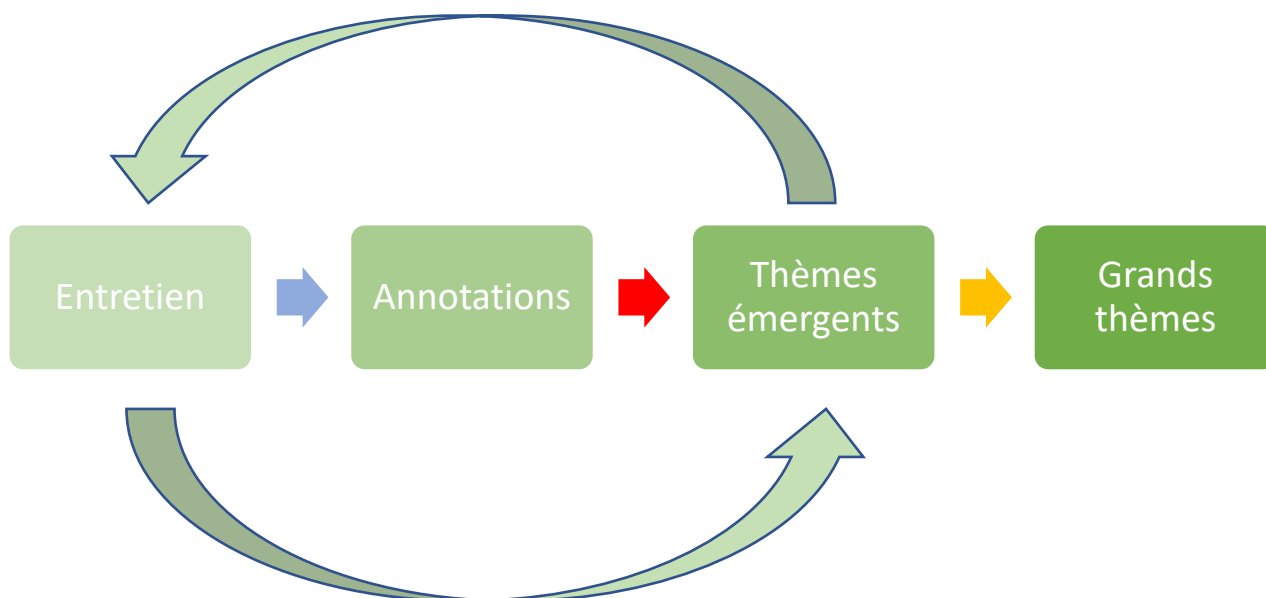 Entretien
Annotations
Thèmes
émergents
Grands
thèmes